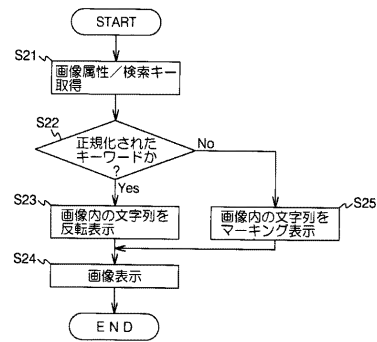 START
S21
画像属性／検索キー
取得
S22
正規化された
キーワードか
?
No
Yes
S23
画像内の文字列を
反転表示
S25
画像内の文字列を
マーキング表示
S24
画像表示
END